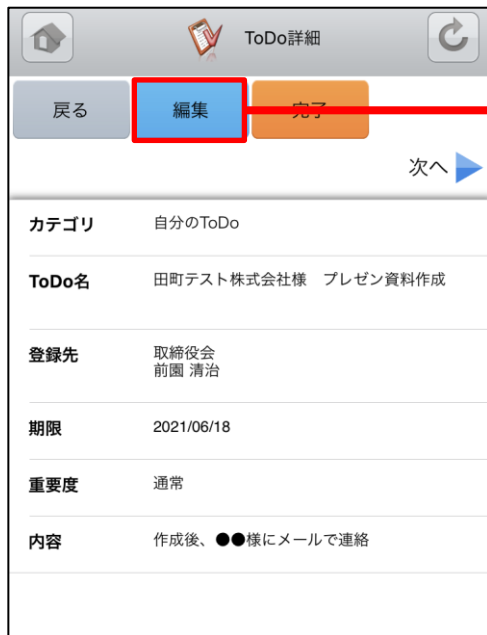 ToDo詳細
戻る 編集 完了
次へ
カテゴリ 自分のToDo
ToDo名 田町テスト株式会社様　プレゼン資料作成
登録先 取締役会
前園 清治
期限 2021/06/18
重要度 通常
内容 作成後、●●様にメールで連絡